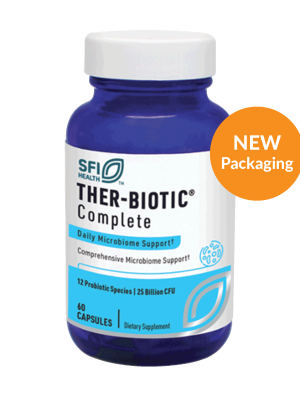 SFI
HEALTH™
THER-BIOTIC®
Complete
Daily Microbiome Support†
Comprehensive Microbiome Support†
12 Probiotic Species | 25 Billion CFU
60
CAPSULES
Dietary Supplement
NEW
Packaging